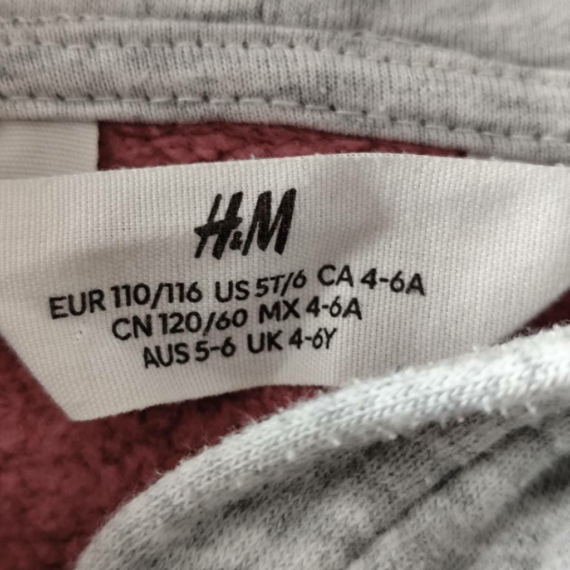 H&M
EUR 110/116 US 5T/6 CA 4-6A
CN 120/60 MX 4-6A
AUS 5-6 UK 4-6Y